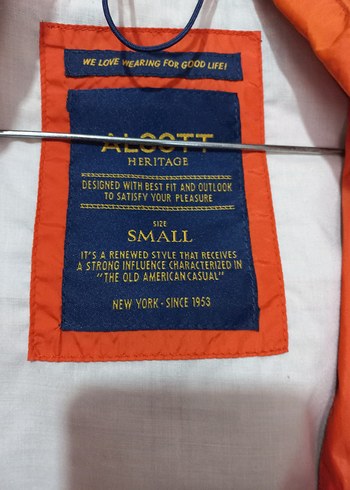 WE LOVE WEARING FOR GOOD LIFE!
ALCOTT
HERITAGE
DESIGNED WITH BEST FIT AND OUTLOOK
TO SATISFY YOUR PLEASURE
SIZE
SMALL
IT'S A RENEWED STYLE THAT RECEIVES
A STRONG INFLUENCE CHARACTERIZED IN
"THE OLD AMERICAN CASUAL"
NEW YORK - SINCE 1953